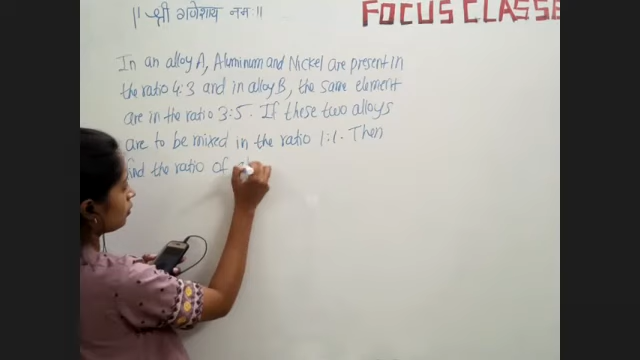 || श्री गणेशाय नमः ||
FOCUS CLASSE
In an alloy A, Aluminum and Nickel are present in
the ratio 4:3 and in alloy B, the same element
are in the ratio 3:5. If these two alloys
are to be mixed in the ratio 1:1. Then
find the ratio of